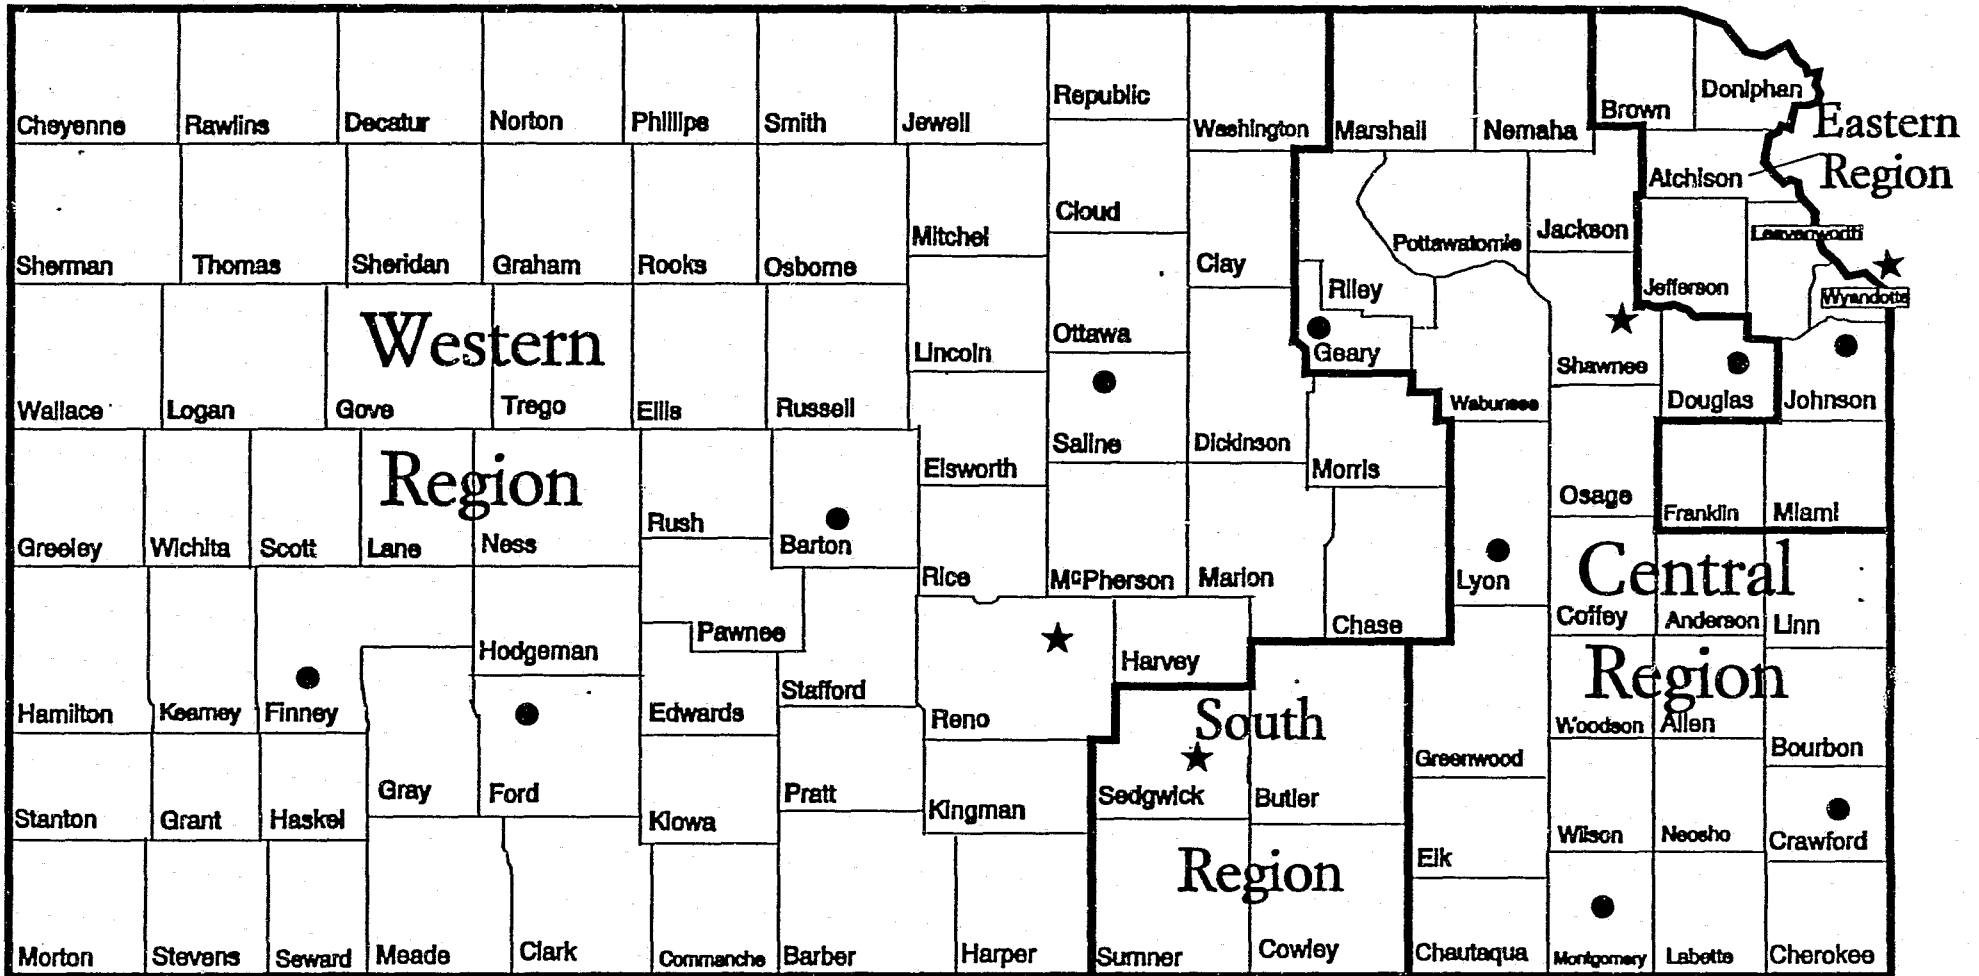 Republic
Doniphan
Cheyenne Rawlins Decatur Norton Phillips Smith Jewell Washington Marshall Nemaha Brown
Eastern
Region
Atchison
Cloud
Mitchel
Jackson
Leavenworth
Pottawatomie
Sherman Thomas Sheridan Graham Rooks Osborne
Clay
Riley
Jefferson
Wyandotte
Western
Ottawa
Lincoln
Geary
Shawnee
Wallace Logan Gove Trego Ellis Russell
Wabunsee
Douglas Johnson
Saline
Dickinson
Elsworth
Morris
Region
Osage
Franklin Miami
Rush
Barton
Greeley Wichita Scott Lane Ness
Rice McPherson Marion
Lyon
Central
Coffey Anderson Linn
Chase
Pawnee
Hodgeman
Harvey
Region
Stafford
Hamilton Kearney Finney Edwards
Reno
South
Woodson Allen
Bourbon
Greenwood
Gray Ford
Pratt
Sedgwick Butler
Kingman
Stanton Grant Haskel Kiowa
Wilson Neosho Crawford
Elk
Region
Morton Stevens Seward Meade Clark Commanche Barber Harper Sumner Cowley Chautaqua Montgomery Labette Cherokee